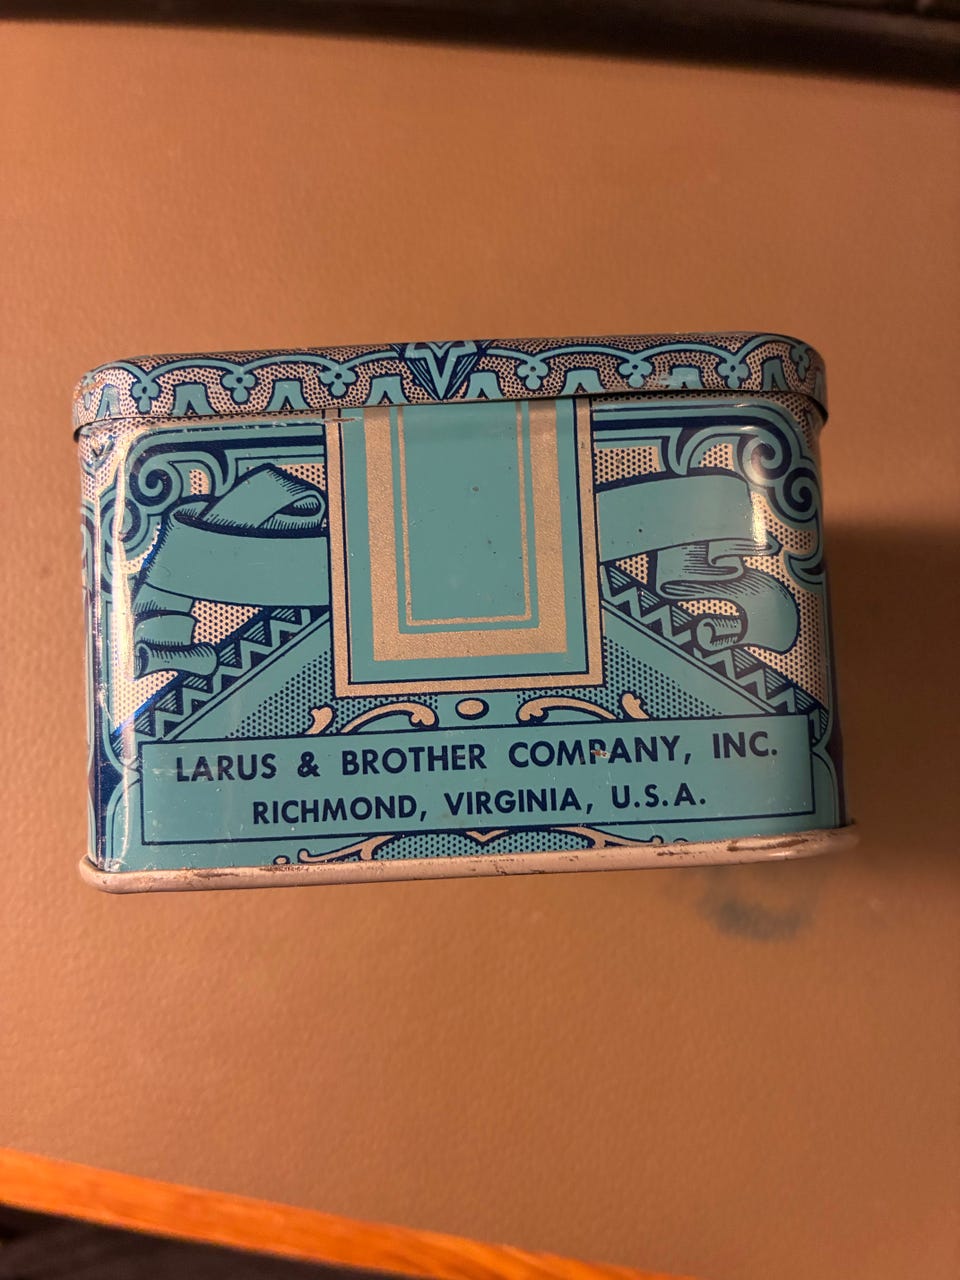 LARUS & BROTHER COMPANY, INC.
RICHMOND, VIRGINIA, U.S.A.